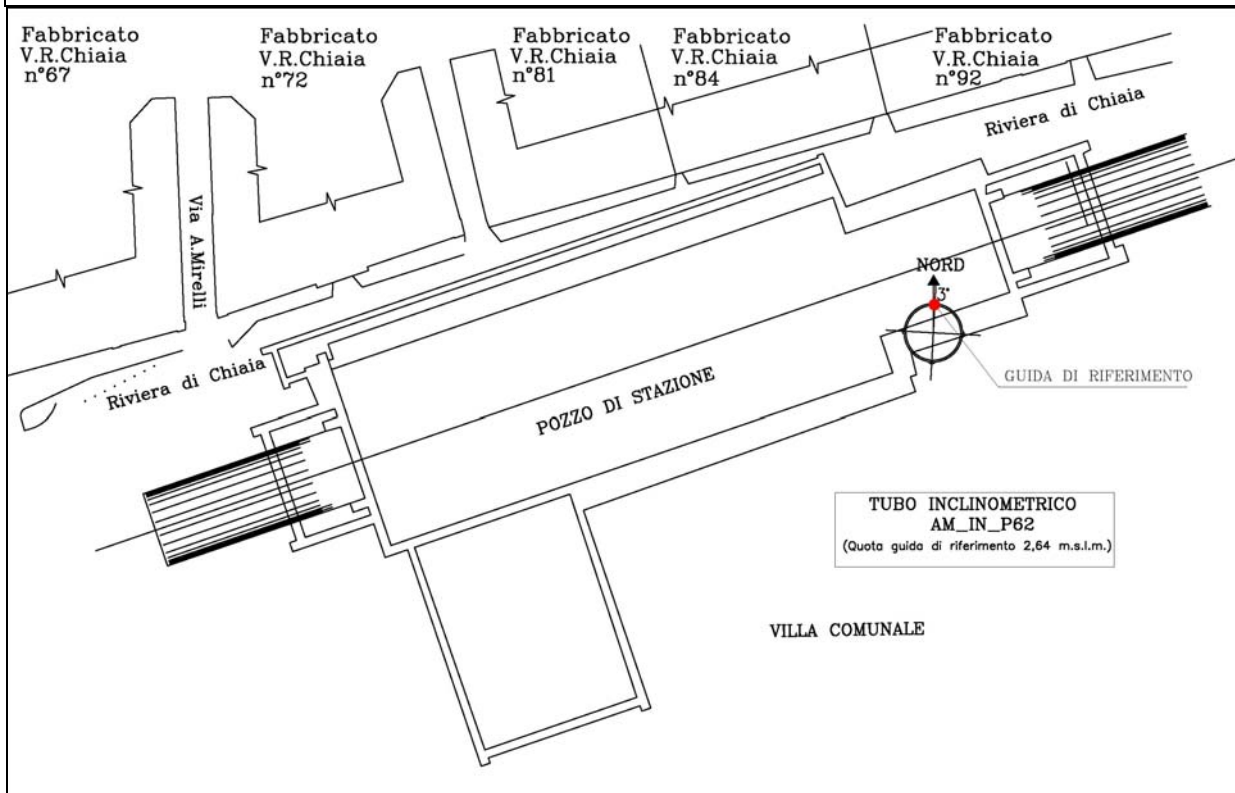 Fabbricato
V.R.Chiaia
n°67
Fabbricato
V.R.Chiaia
n°72
Fabbricato
V.R.Chiaia
n°81
Fabbricato
V.R.Chiaia
n°84
Fabbricato
V.R.Chiaia
n°92
Riviera di Chiaia
Via A.Mirelli
NORD
3°
Riviera di Chiaia
GUIDA DI RIFERIMENTO
POZZO DI STAZIONE
TUBO INCLINOMETRICO
AM_IN_P62
(Quota guida di riferimento 2,64 m.s.l.m.)
VILLA COMUNALE